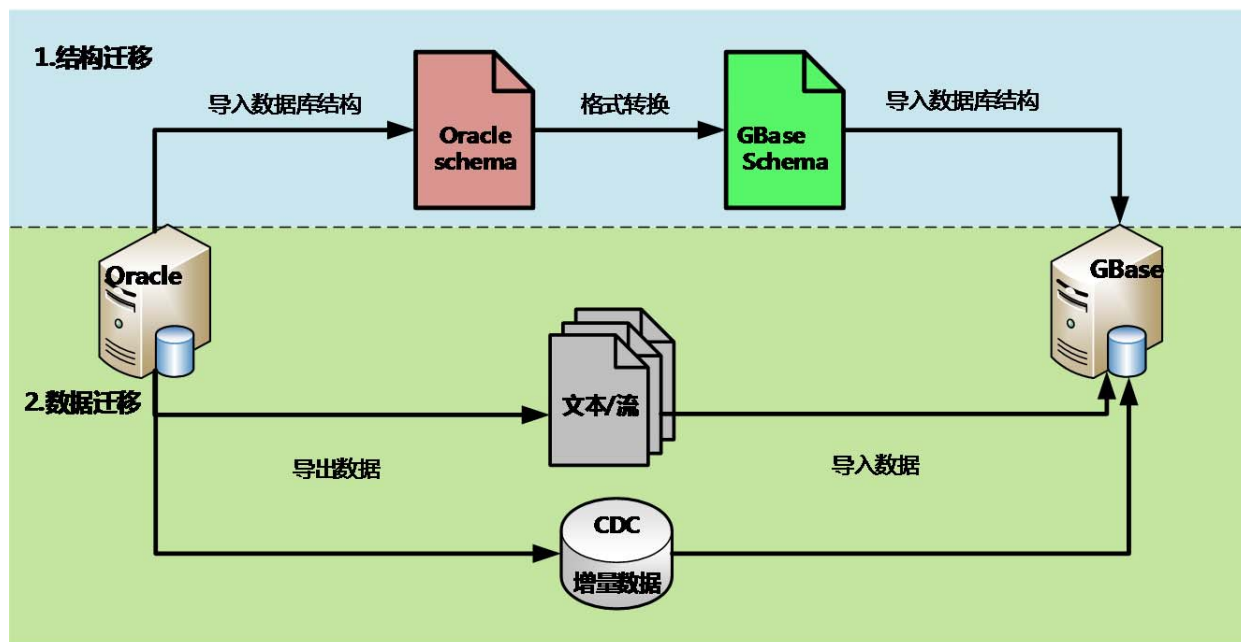 1.结构迁移
导入数据库结构
格式转换
导入数据库结构
Oracle
schema
GBase
Schema
Oracle
GBase
2.数据迁移
文本/流
导出数据
导入数据
CDC
增量数据